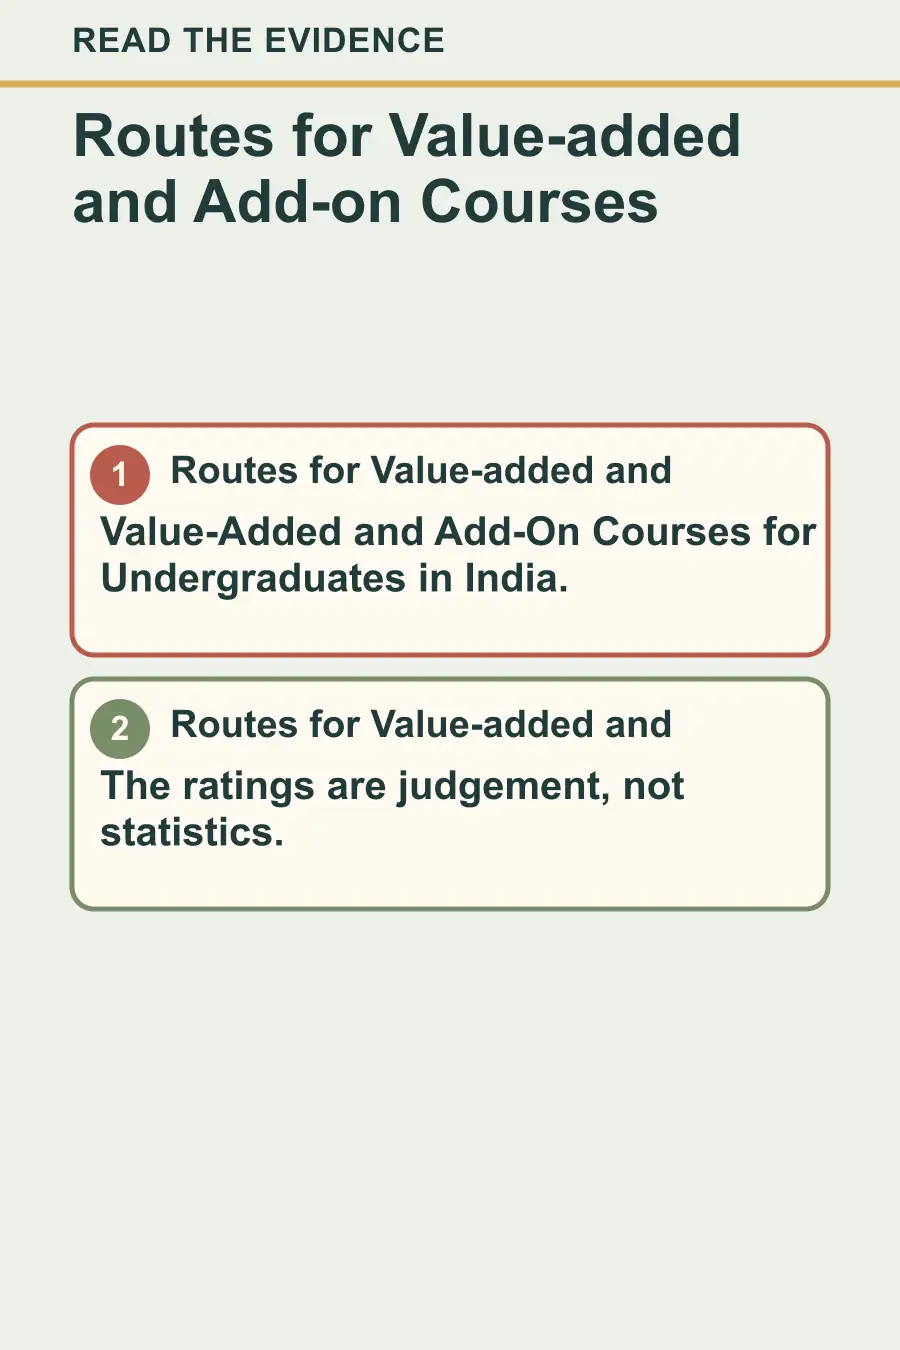 READ THE EVIDENCE
Routes for Value-added
and Add-on Courses
1
Routes for Value-added and
Value-Added and Add-On Courses for
Undergraduates in India.
2
Routes for Value-added and
The ratings are judgement, not
statistics.